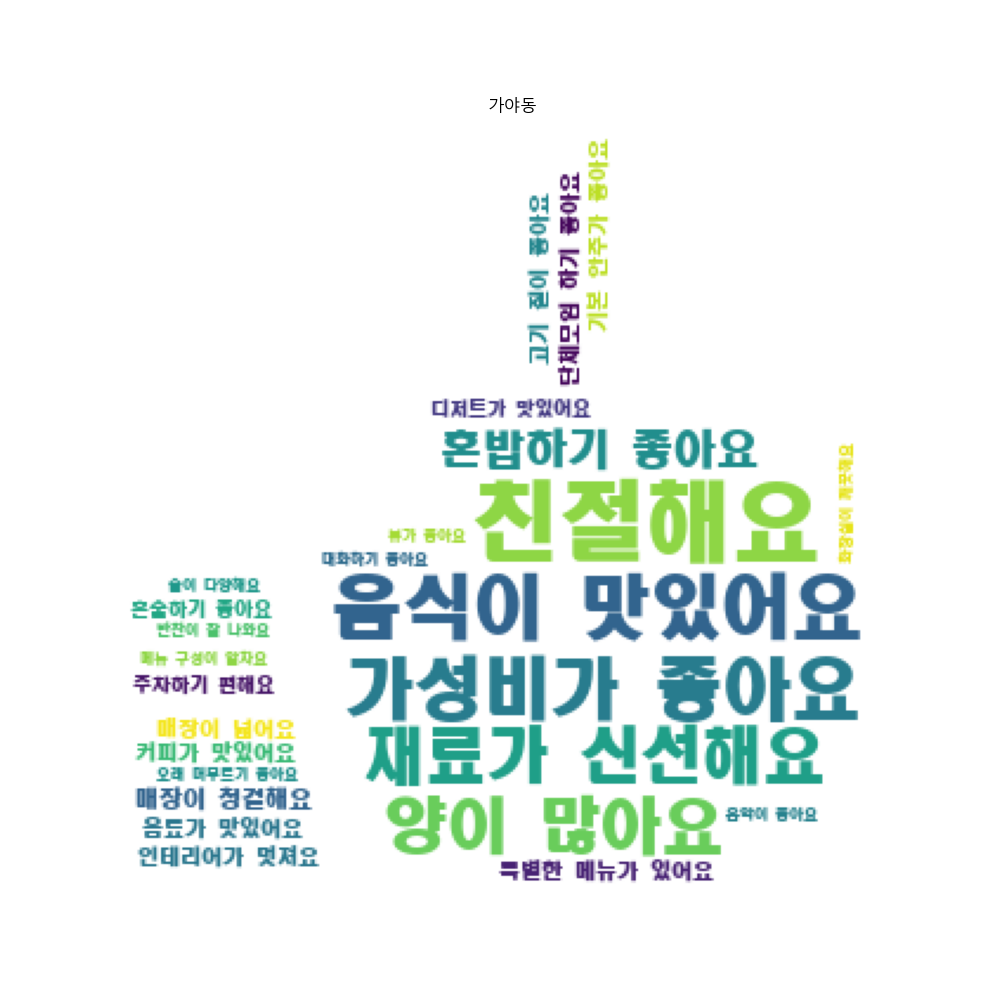 가야동
기본 안주가 좋아요
단체모임 하기 좋아요
고기 질이 좋아요
디저트가 맛있어요
혼밥하기 좋아요
화장실이 깨끗해요
친절해요
뷰가 좋아요
대화하기 좋아요
음식이 맛있어요
술이 다양해요
혼술하기 좋아요
반찬이 잘 나와요
메뉴 구성이 알차요
주차하기 편해요
가성비가 좋아요
매장이 넓어요
커피가 맛있어요
재료가 신선해요
오래 머무르기 좋아요
매장이 청결해요
음료가 맛있어요
인테리어가 멋져요
양이 많아요
음악이 좋아요
특별한 메뉴가 있어요